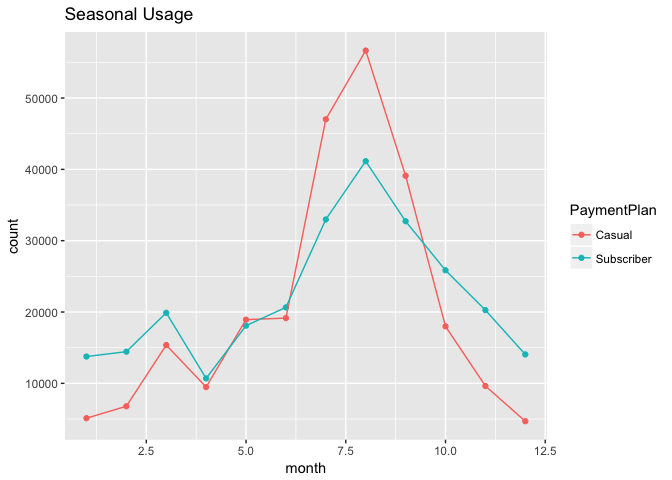 Seasonal Usage
50000
40000
30000
20000
10000
count
2.5 5.0 7.5 10.0 12.5
month
PaymentPlan
Casual
Subscriber